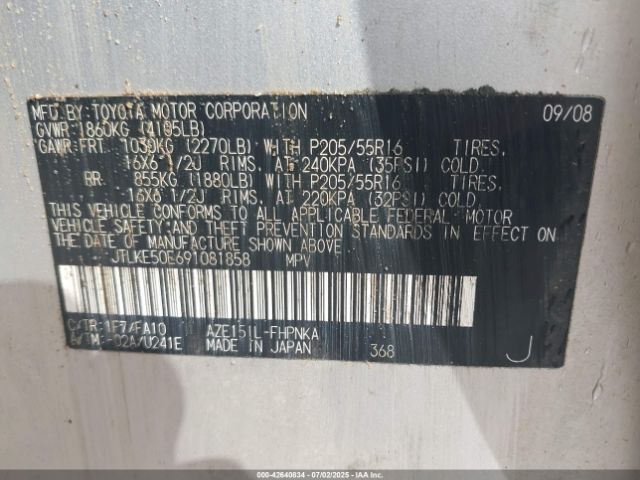 MFD.BY: TOYOTA MOTOR CORPORATION 09/08
GVWR: 1860KG (4105LB)
GAWR:FRT. 1030KG (2270LB) WITH P205/55R16 TIRES,
16X6 1/2J RIMS, AT 240KPA (35PSI) COLD.
RR. 855KG (1880LB) WITH P205/55R16 TIRES,
16X6 1/2J RIMS, AT 220KPA (32PSI) COLD.
THIS VEHICLE CONFORMS TO ALL APPLICABLE FEDERAL MOTOR
VEHICLE SAFETY AND THEFT PREVENTION STANDARDS IN EFFECT ON
THE DATE OF MANUFACTURE SHOWN ABOVE.
JTLKE50E691081858 MPV
C/TR:1F7/FA10 AZE151L-FHPNKA
A/TM:-02A/U241E MADE IN JAPAN 368 J
000-42640834 - 07/02/2025 - IAAI.COM